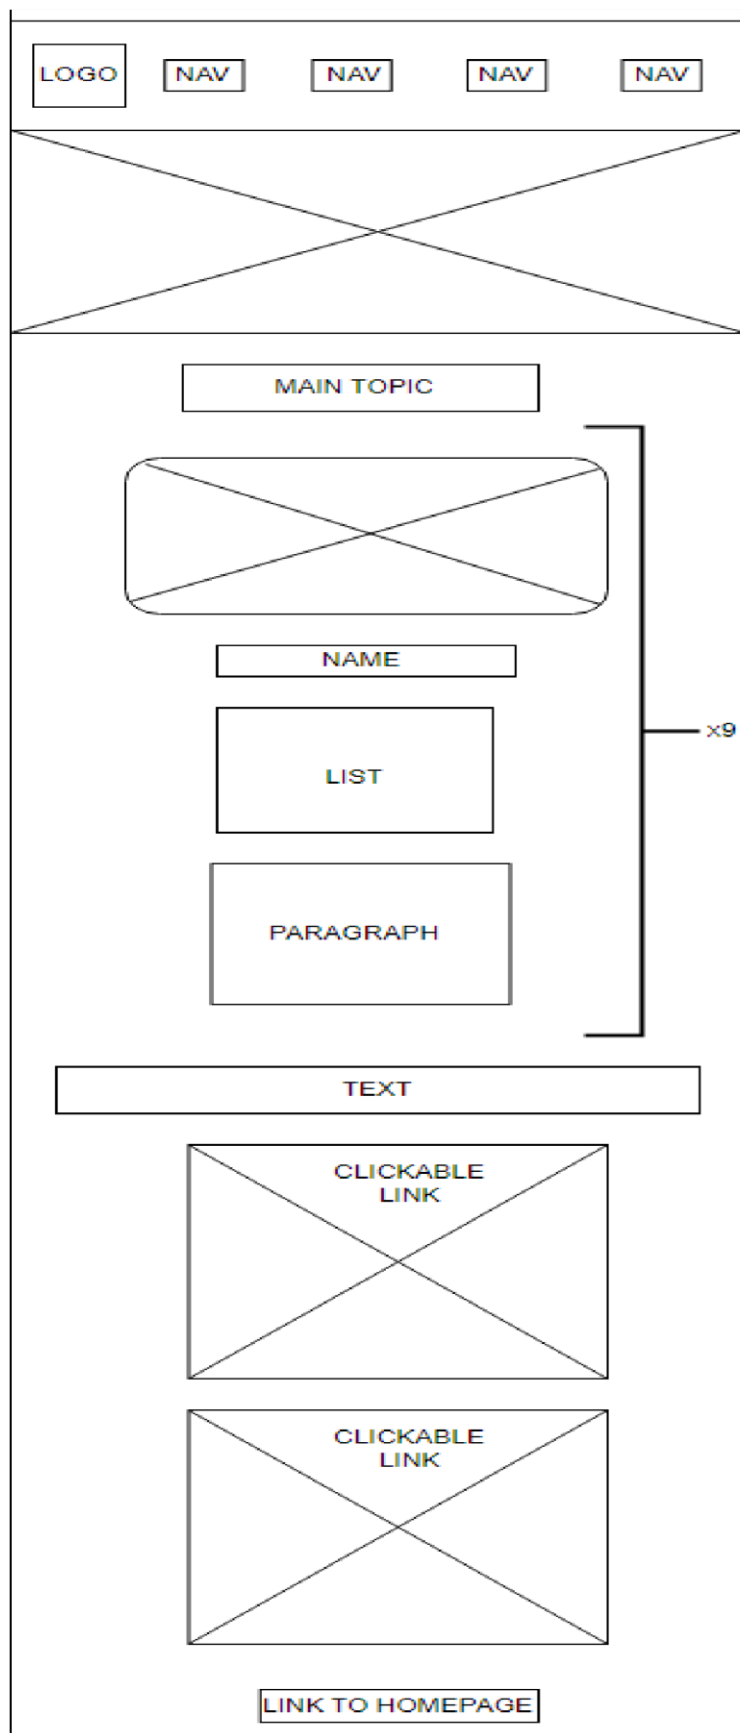 LOGO NAV NAV NAV NAV
MAIN TOPIC
NAME
x9
LIST
PARAGRAPH
TEXT
CLICKABLE
LINK
CLICKABLE
LINK
LINK TO HOMEPAGE